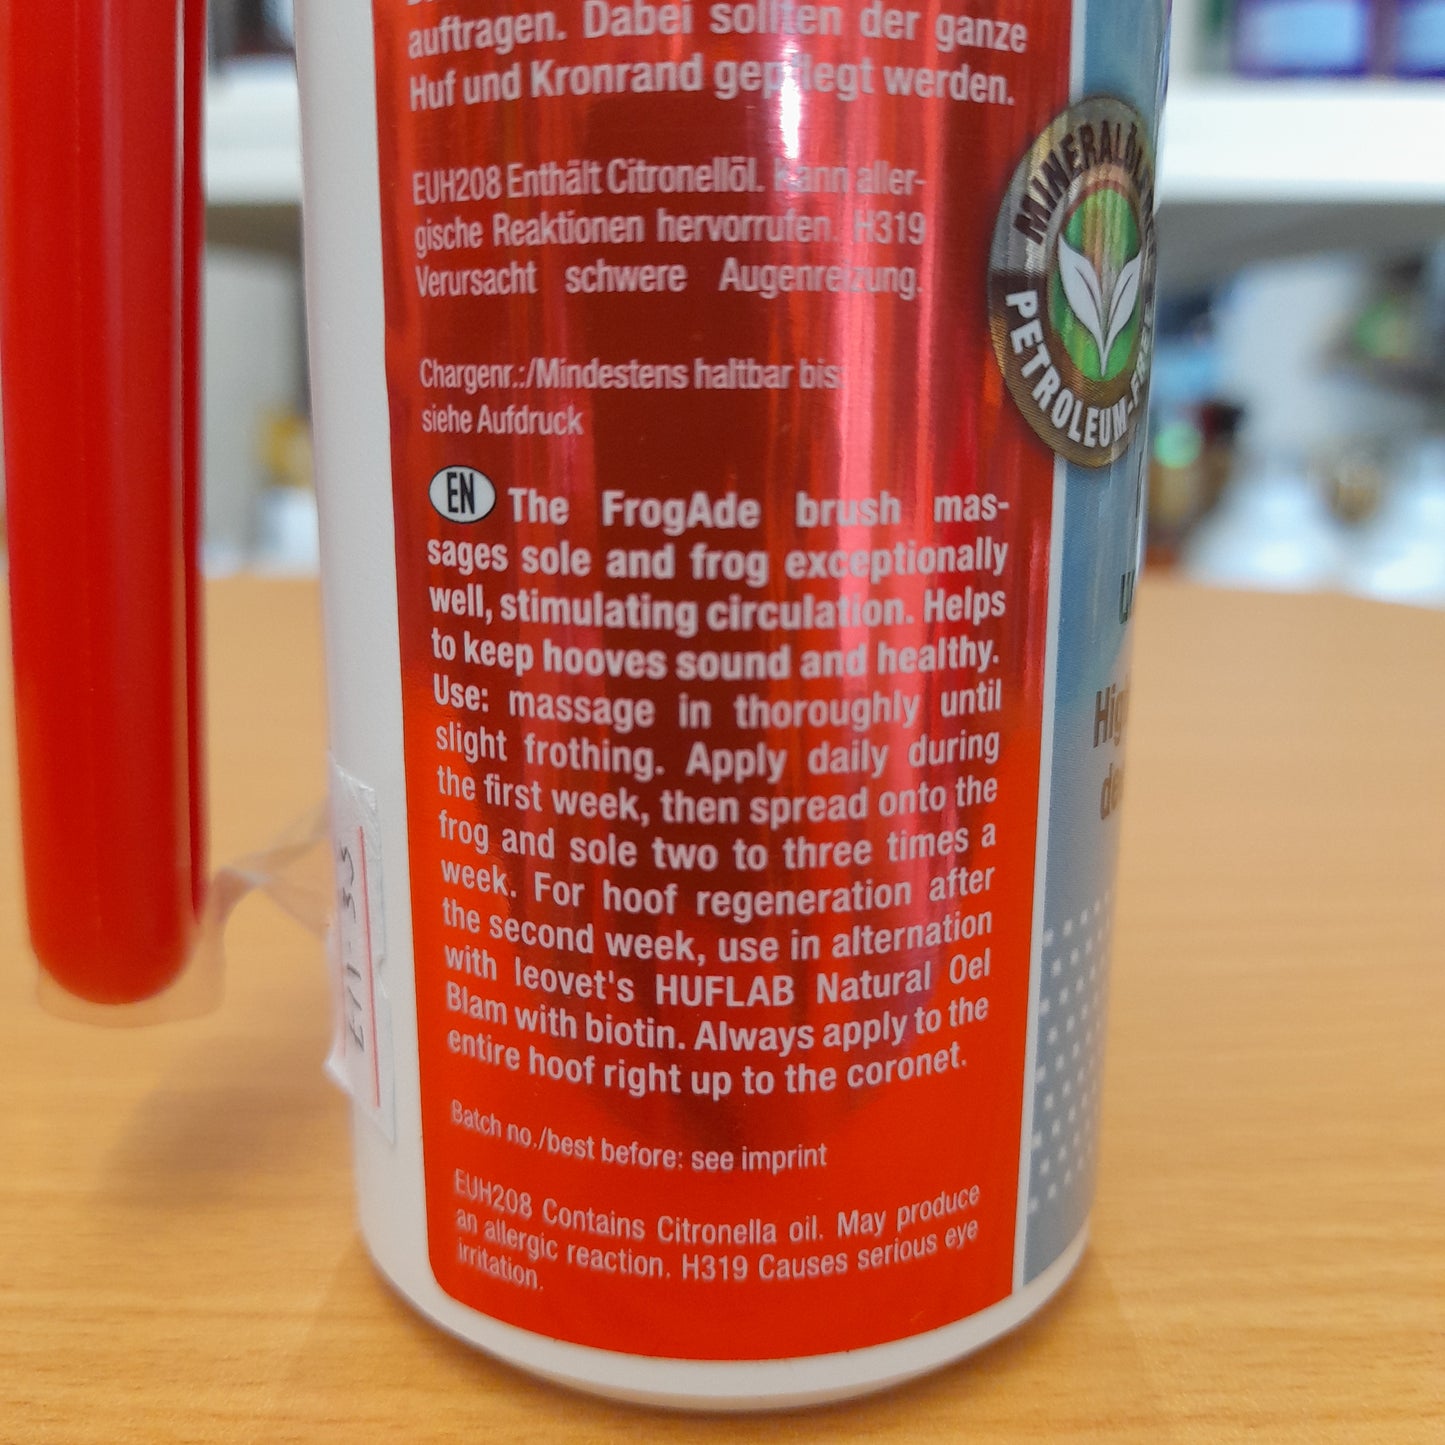 auftragen. Dabei sollten der ganze
Huf und Kronrand gepflegt werden.
EUH208 Enthält Citronellöl. Kann aller-
gische Reaktionen hervorrufen. H319
Verursacht schwere Augenreizung.
Chargenr.:/Mindestens haltbar bis:
siehe Aufdruck
EN The FrogAde brush mas-
sages sole and frog exceptionally
well, stimulating circulation. Helps
to keep hooves sound and healthy.
Use: massage in thoroughly until
slight frothing. Apply daily during
the first week, then spread onto the
frog and sole two to three times a
week. For hoof regeneration after
the second week, use in alternation
with leovet's HUFLAB Natural Oel
Blam with biotin. Always apply to the
entire hoof right up to the coronet.
Batch no./best before: see imprint
EUH208 Contains Citronella oil. May produce
an allergic reaction. H319 Causes serious eye
irritation.
PETROLEUM-